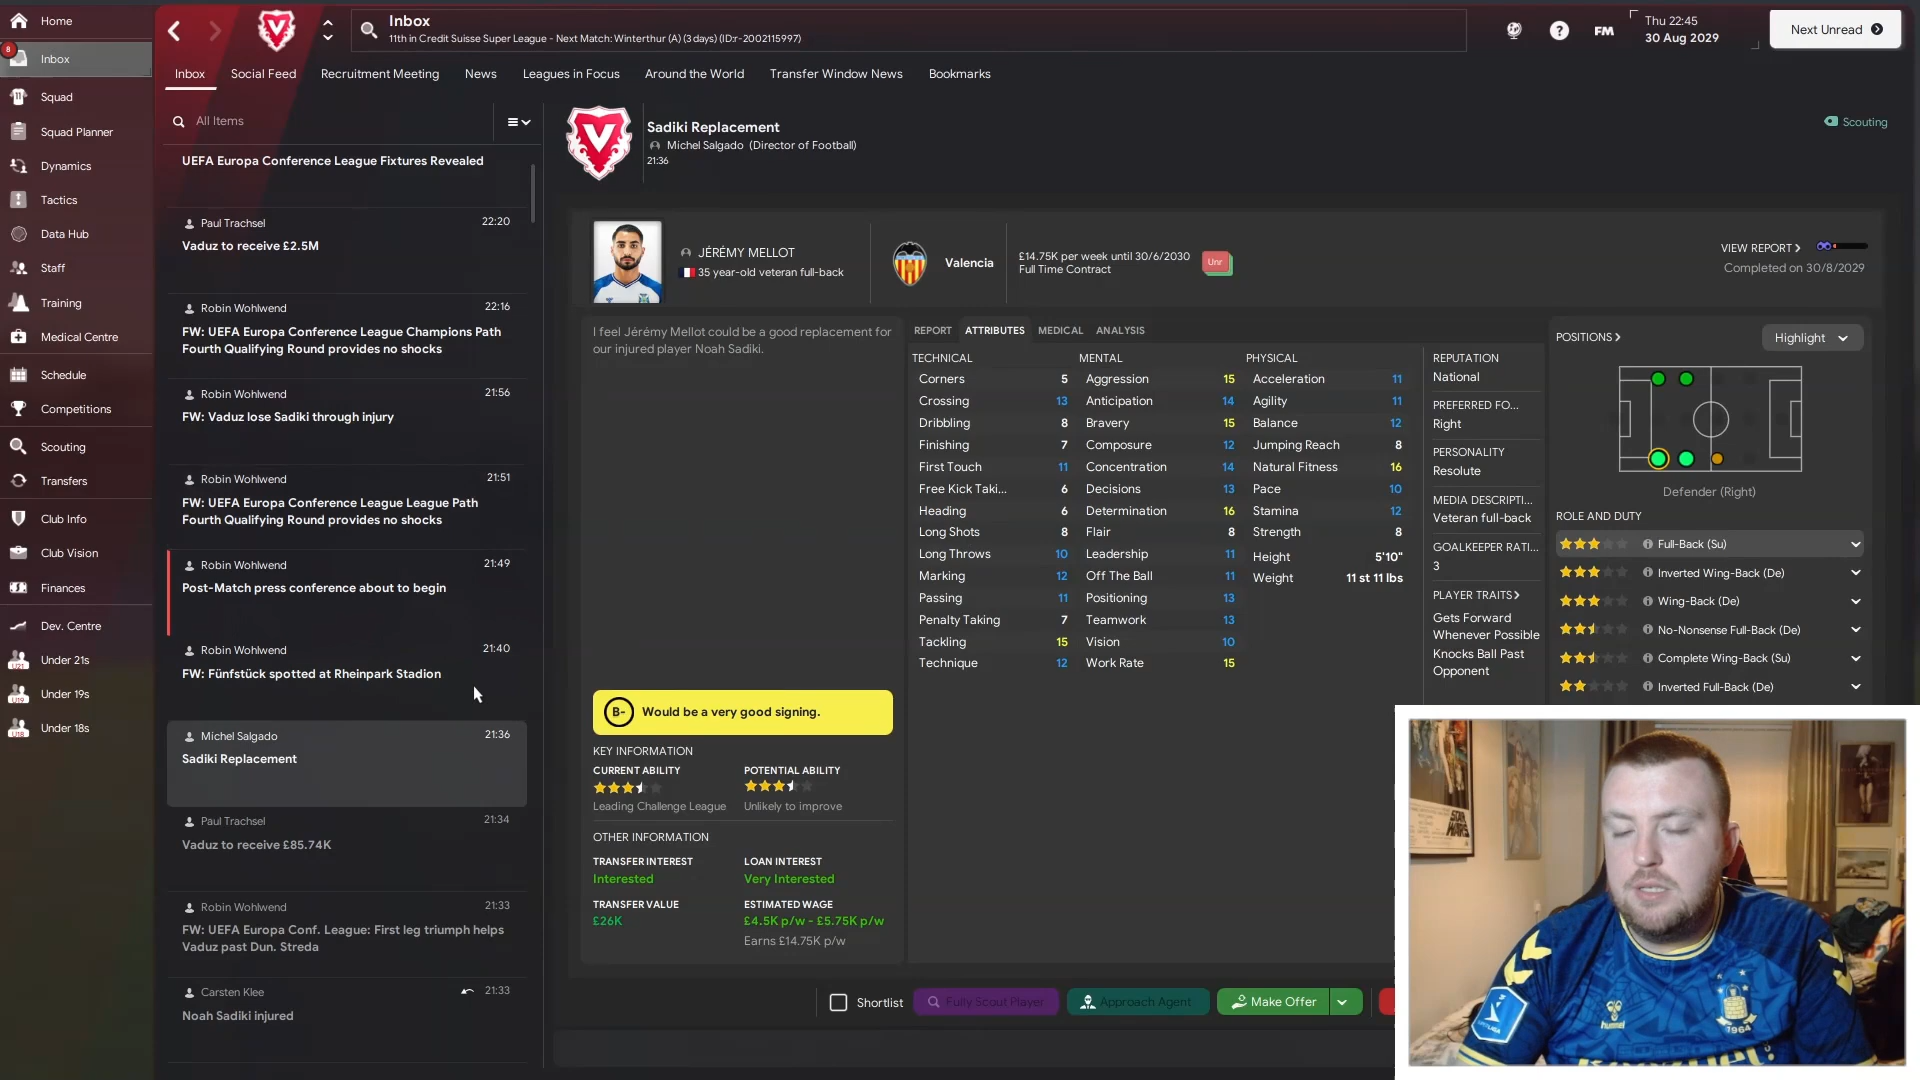 Home
8
Inbox
Squad
Squad Planner
Dynamics
Tactics
Data Hub
Staff
Training
Medical Centre
Schedule
Competitions
Scouting
Transfers
Club Info
Club Vision
Finances
Dev. Centre
Under 21s
Under 19s
Under 18s
Inbox
11th in Credit Suisse Super League - Next Match: Winterthur (A) (3 days) (ID:r-2002115997)
FM
Thu 22:45
30 Aug 2029
Next Unread
Inbox Social Feed Recruitment Meeting News Leagues in Focus Around the World Transfer Window News Bookmarks
All Items
UEFA Europa Conference League Fixtures Revealed
Paul Trachsel 22:20
Vaduz to receive £2.5M
Robin Wohlwend 22:16
FW: UEFA Europa Conference League Champions Path
Fourth Qualifying Round provides no shocks
Robin Wohlwend 21:56
FW: Vaduz lose Sadiki through injury
Robin Wohlwend 21:51
FW: UEFA Europa Conference League League Path
Fourth Qualifying Round provides no shocks
Robin Wohlwend 21:49
Post-Match press conference about to begin
Robin Wohlwend 21:40
FW: Fünfstück spotted at Rheinpark Stadion
Michel Salgado 21:36
Sadiki Replacement
Paul Trachsel 21:34
Vaduz to receive £85.74K
Robin Wohlwend 21:33
FW: UEFA Europa Conf. League: First leg triumph helps
Vaduz past Dun. Streda
Carsten Klee 21:33
Noah Sadiki injured
V
Sadiki Replacement
Michel Salgado (Director of Football)
21:36
Scouting
JÉRÉMY MELLOT
35 year-old veteran full-back
Valencia
£14.75K per week until 30/6/2030
Full Time Contract
Unr
VIEW REPORT
Completed on 30/8/2029
I feel Jérémy Mellot could be a good replacement for
our injured player Noah Sadiki.
B- Would be a very good signing.
KEY INFORMATION
CURRENT ABILITY POTENTIAL ABILITY
Leading Challenge League Unlikely to improve
OTHER INFORMATION
TRANSFER INTEREST LOAN INTEREST
Interested Very Interested
TRANSFER VALUE ESTIMATED WAGE
£26K £4.5K p/w - £5.75K p/w
Earns £14.75K p/w
REPORT ATTRIBUTES MEDICAL ANALYSIS
TECHNICAL MENTAL PHYSICAL
Corners 5 Aggression 15 Acceleration 11
Crossing 13 Anticipation 14 Agility 11
Dribbling 8 Bravery 15 Balance 12
Finishing 7 Composure 12 Jumping Reach 8
First Touch 11 Concentration 14 Natural Fitness 16
Free Kick Taki... 6 Decisions 13 Pace 10
Heading 6 Determination 16 Stamina 12
Long Shots 8 Flair 8 Strength 8
Long Throws 10 Leadership 11 Height 5'10"
Marking 12 Off The Ball 11 Weight 11 st 11 lbs
Passing 11 Positioning 13
Penalty Taking 7 Teamwork 13
Tackling 15 Vision 10
Technique 12 Work Rate 15
REPUTATION
National
PREFERRED FO...
Right
PERSONALITY
Resolute
MEDIA DESCRIPTI...
Veteran full-back
GOALKEEPER RATI...
3
PLAYER TRAITS
Gets Forward
Whenever Possible
Knocks Ball Past
Opponent
POSITIONS Highlight
Defender (Right)
ROLE AND DUTY
Full-Back (Su)
Inverted Wing-Back (De)
Wing-Back (De)
No-Nonsense Full-Back (De)
Complete Wing-Back (Su)
Inverted Full-Back (De)
Shortlist Fully Scout Player Approach Agent Make Offer
STAR
WARS
hummel
1964